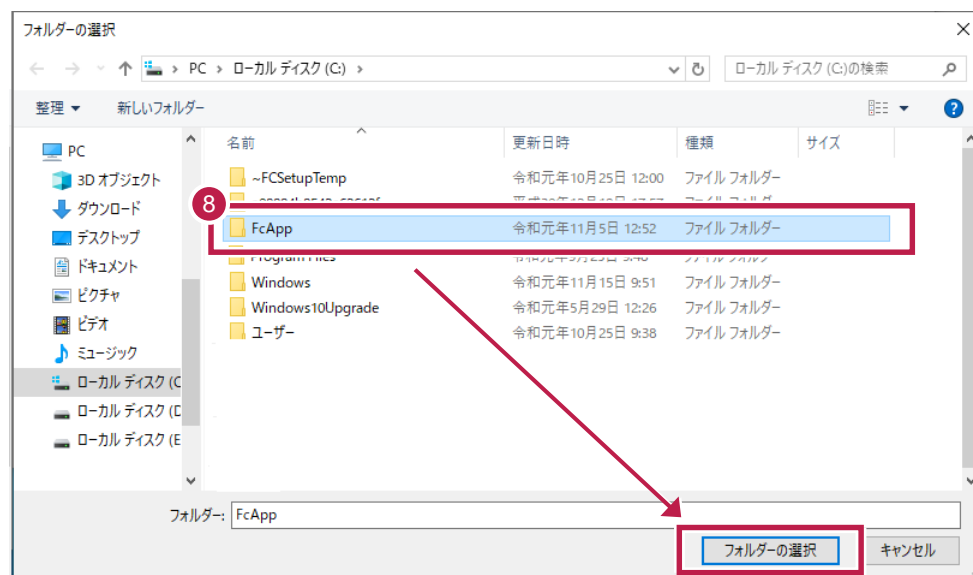 フォルダーの選択
PC › ローカル ディスク (C:) ›
ローカル ディスク (C:)の検索
整理 新しいフォルダー
名前 更新日時 種類 サイズ
PC
3D オブジェクト
ダウンロード
デスクトップ
ドキュメント
ピクチャ
ビデオ
ミュージック
ローカル ディスク (C
ローカル ディスク (D
ローカル ディスク (E
~FCSetupTemp 令和元年10月25日 12:00 ファイル フォルダー
8
FcApp 令和元年11月5日 12:52 ファイル フォルダー
Program Files
Windows 令和元年11月15日 9:51 ファイル フォルダー
Windows10Upgrade 令和元年5月29日 12:26 ファイル フォルダー
ユーザー 令和元年10月25日 9:38 ファイル フォルダー
フォルダー: FcApp
フォルダーの選択 キャンセル